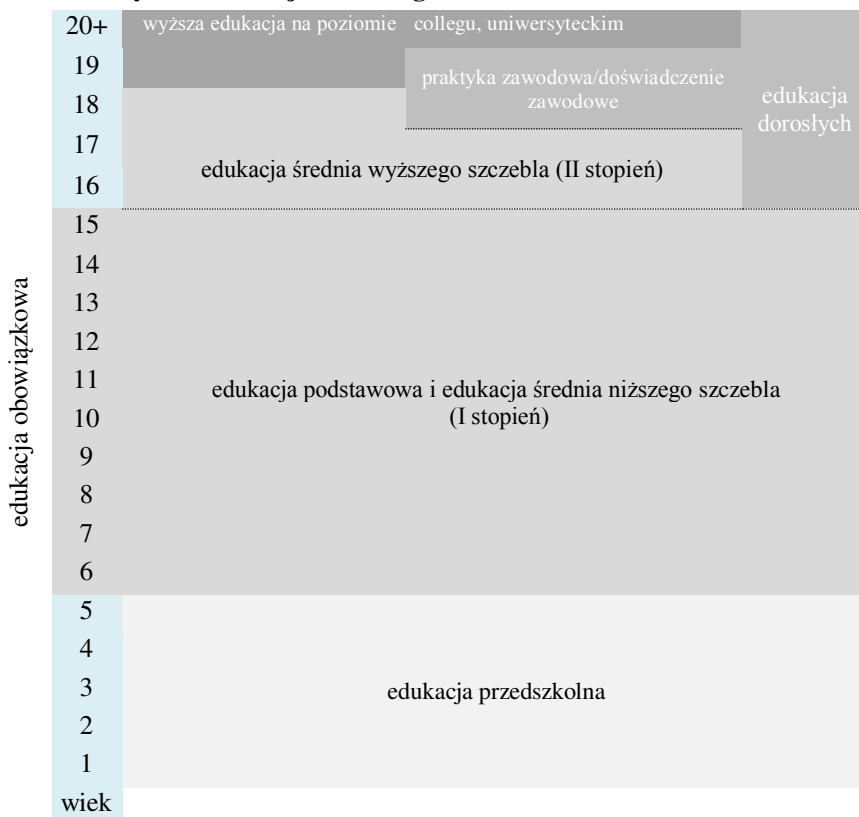 20+
wyższa edukacja na poziomie collegu, uniwersyteckim
19
praktyka zawodowa/doświadczenie
zawodowe
18
edukacja
dorosłych
17
edukacja średnia wyższego szczebla (II stopień)
16
15
14
13
12
11
edukacja podstawowa i edukacja średnia niższego szczebla
(I stopień)
10
9
8
7
6
edukacja obowiązkowa
5
4
3
edukacja przedszkolna
2
1
wiek